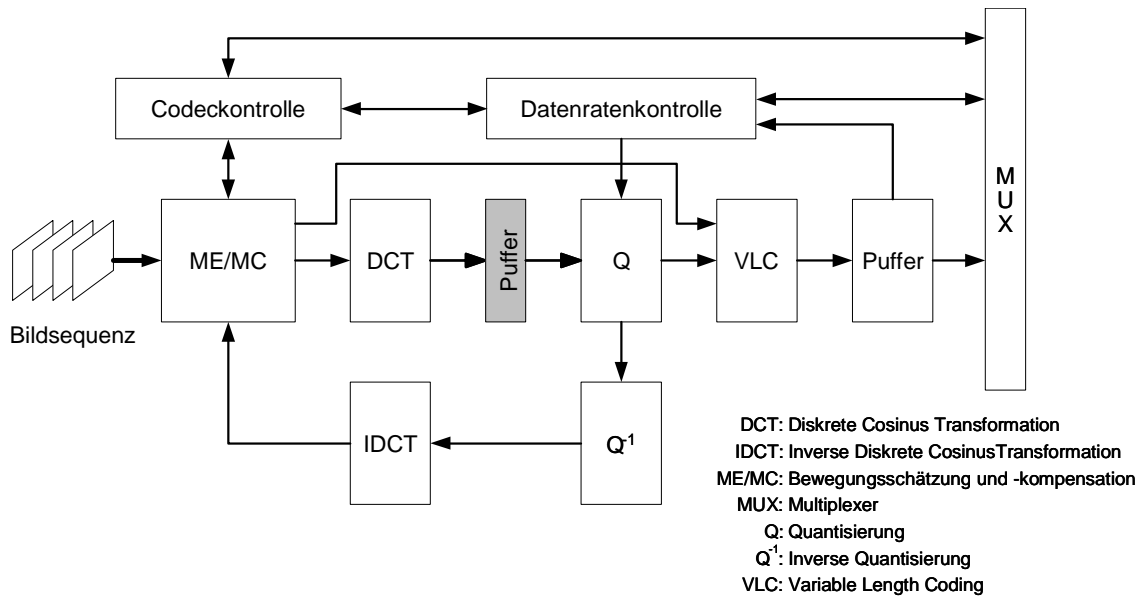 Codeckontrolle
Datenratenkontrolle
M
U
X
ME/MC
DCT
Puffer
Q
VLC
Puffer
Bildsequenz
IDCT
Q-1
DCT: Diskrete Cosinus Transformation
IDCT: Inverse Diskrete CosinusTransformation
ME/MC: Bewegungsschätzung und -kompensation
MUX: Multiplexer
Q: Quantisierung
Q-1: Inverse Quantisierung
VLC: Variable Length Coding